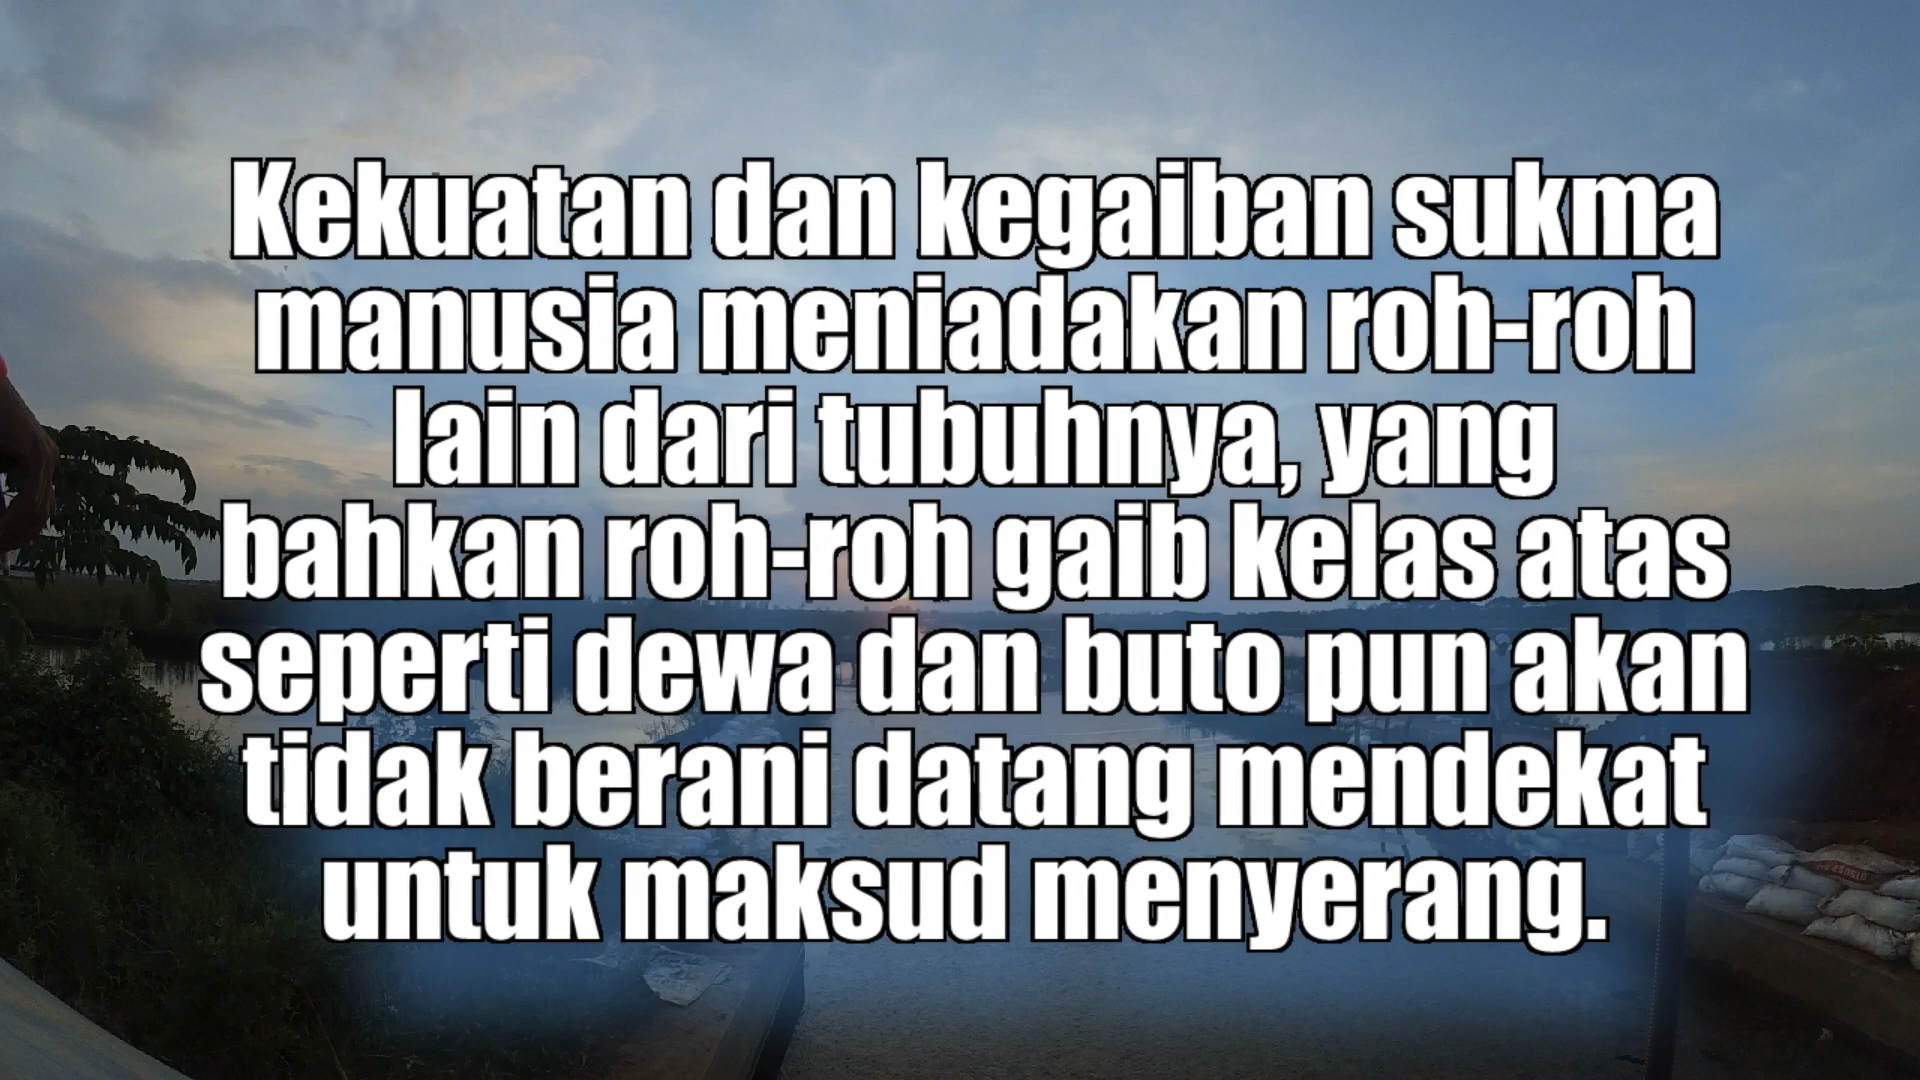 Kekuatan dan kegaiban sukma
manusia meniadakan roh-roh
lain dari tubuhnya, yang
bahkan roh-roh gaib kelas atas
seperti dewa dan buto pun akan
tidak berani datang mendekat
untuk maksud menyerang.